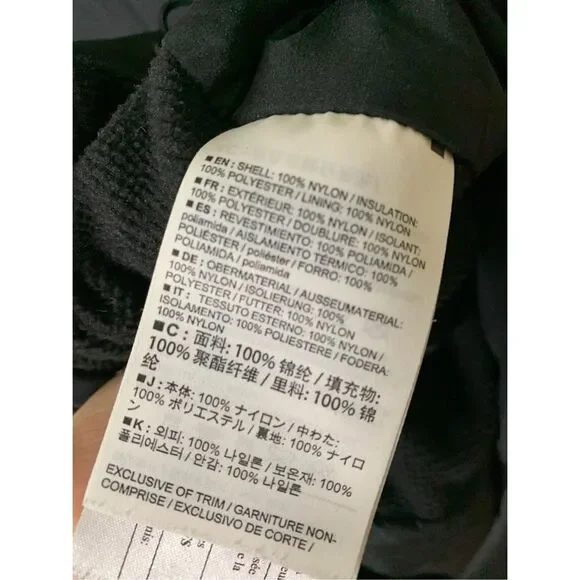 ■ EN : SHELL: 100% NYLON / INSULATION:
100% POLYESTER / LINING: 100% NYLON
■ FR : EXTÉRIEUR: 100% NYLON / ISOLANT:
100% POLYESTER / DOUBLURE: 100% NYLON
■ ES : REVESTIMIENTO: 100% POLIAMIDA /
poliamida / AISLAMIENTO TÉRMICO: 100%
POLIÉSTER / poliéster / FORRO: 100%
POLIAMIDA / poliamida
■ DE : OBERMATERIAL / AUSSEUMATERIAL:
100% NYLON / ISOLIERUNG: 100%
POLYESTER / FUTTER: 100% NYLON
■ IT : TESSUTO ESTERNO: 100% NYLON /
ISOLAMENTO: 100% POLIESTERE / FODERA:
100% NYLON
■ C : 面料: 100% 锦纶 / 填充物:
100% 聚酯纤维 / 里料: 100% 锦
纶
■ J : 本体: 100% ナイロン / 中わた:
100% ポリエステル / 裏地: 100% ナイロ
ン
■ K : 외피: 100% 나일론 / 보온재: 100%
폴리에스터 / 안감: 100% 나일론
EXCLUSIVE OF TRIM / GARNITURE NON-
COMPRISE / EXCLUSIVO DE CORTE /